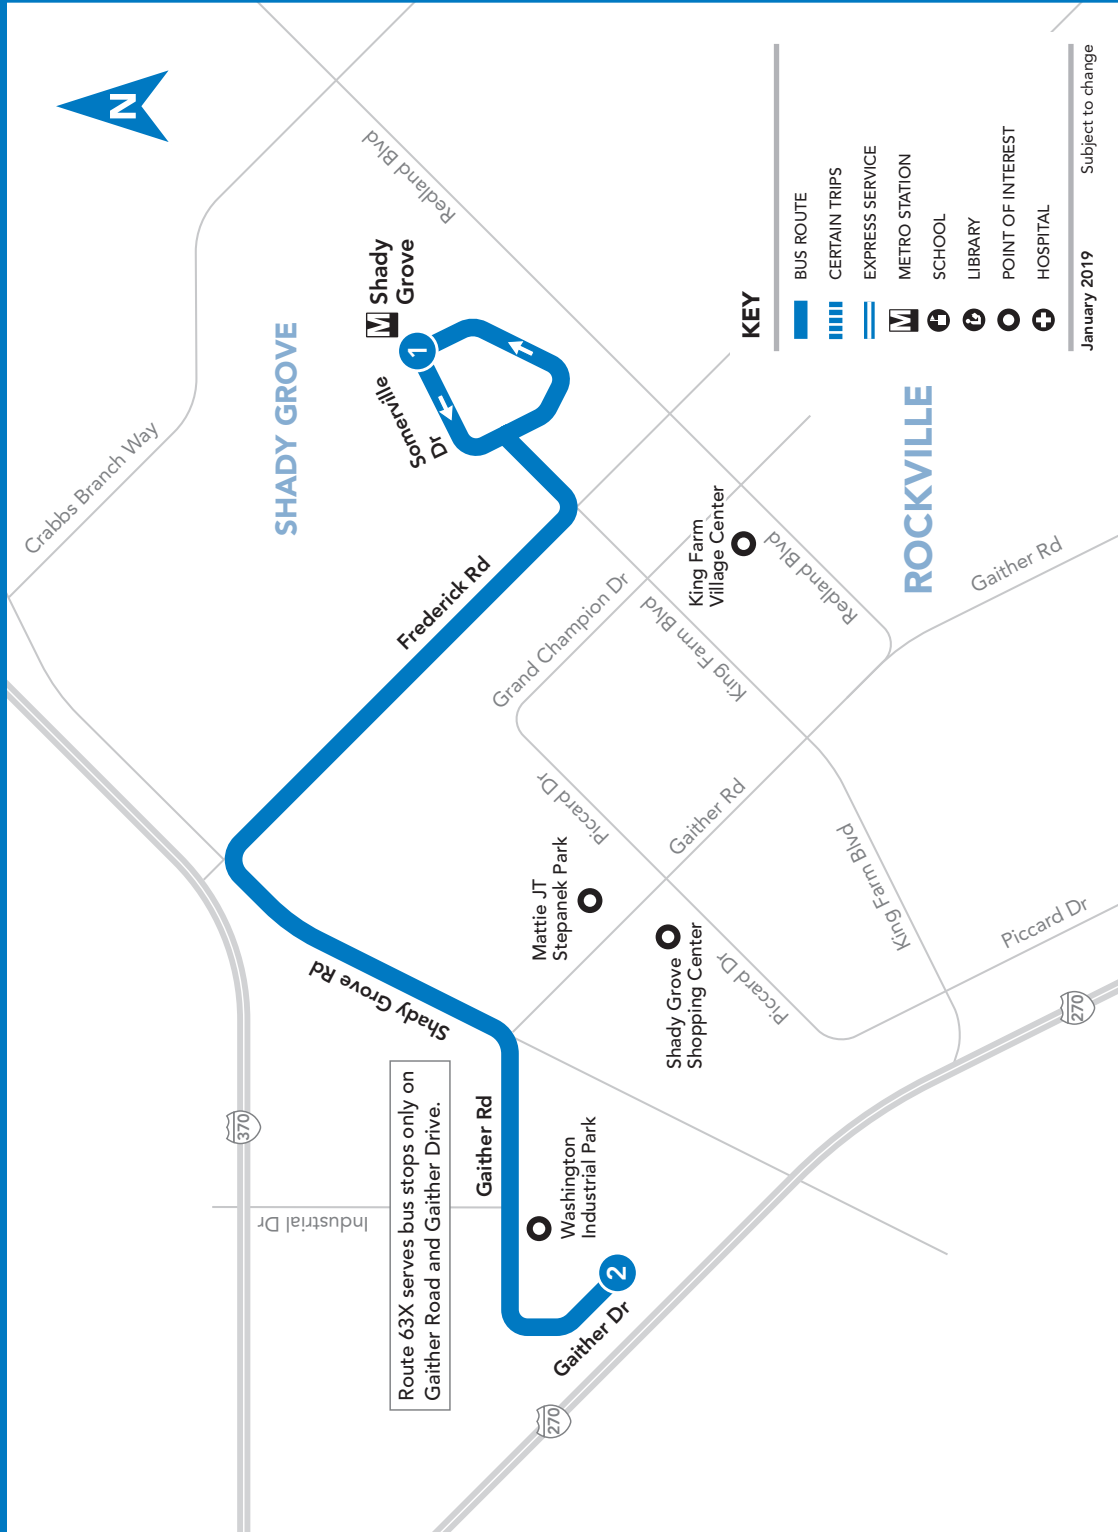 N
Crabbs Branch Way
SHADY GROVE
Redland Blvd
M Shady
Grove
1
Somerville
Dr
Frederick Rd
Shady Grove Rd
370
Industrial Dr
Route 63X serves bus stops only on
Gaither Road and Gaither Drive.
Gaither Rd
Washington
Industrial Park
2
Gaither Dr
270
Mattie JT
Stepanek Park
Shady Grove
Shopping Center
Piccard Dr
Piccard Dr
Grand Champion Dr
Gaither Rd
King Farm Blvd
King Farm
Village Center
Redland Blvd
ROCKVILLE
Gaither Rd
King Farm Blvd
Piccard Dr
270
KEY
BUS ROUTE
CERTAIN TRIPS
EXPRESS SERVICE
M METRO STATION
SCHOOL
LIBRARY
POINT OF INTEREST
HOSPITAL
January 2019 Subject to change